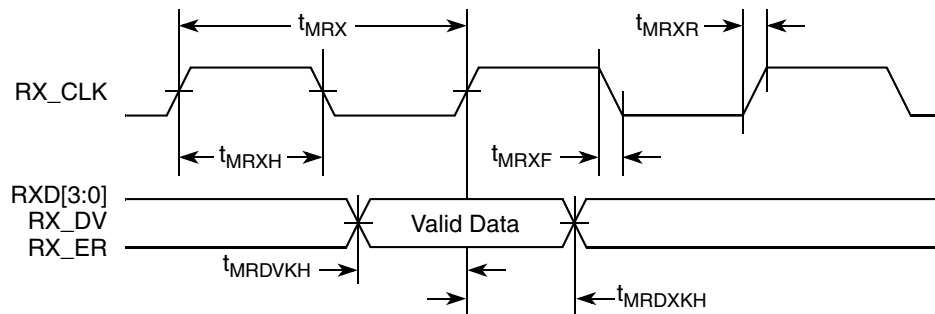 tMRX
tMRXR
RX_CLK
tMRXH
tMRXF
RXD[3:0]
RX_DV
RX_ER
Valid Data
tMRDVKH
tMRDXKH